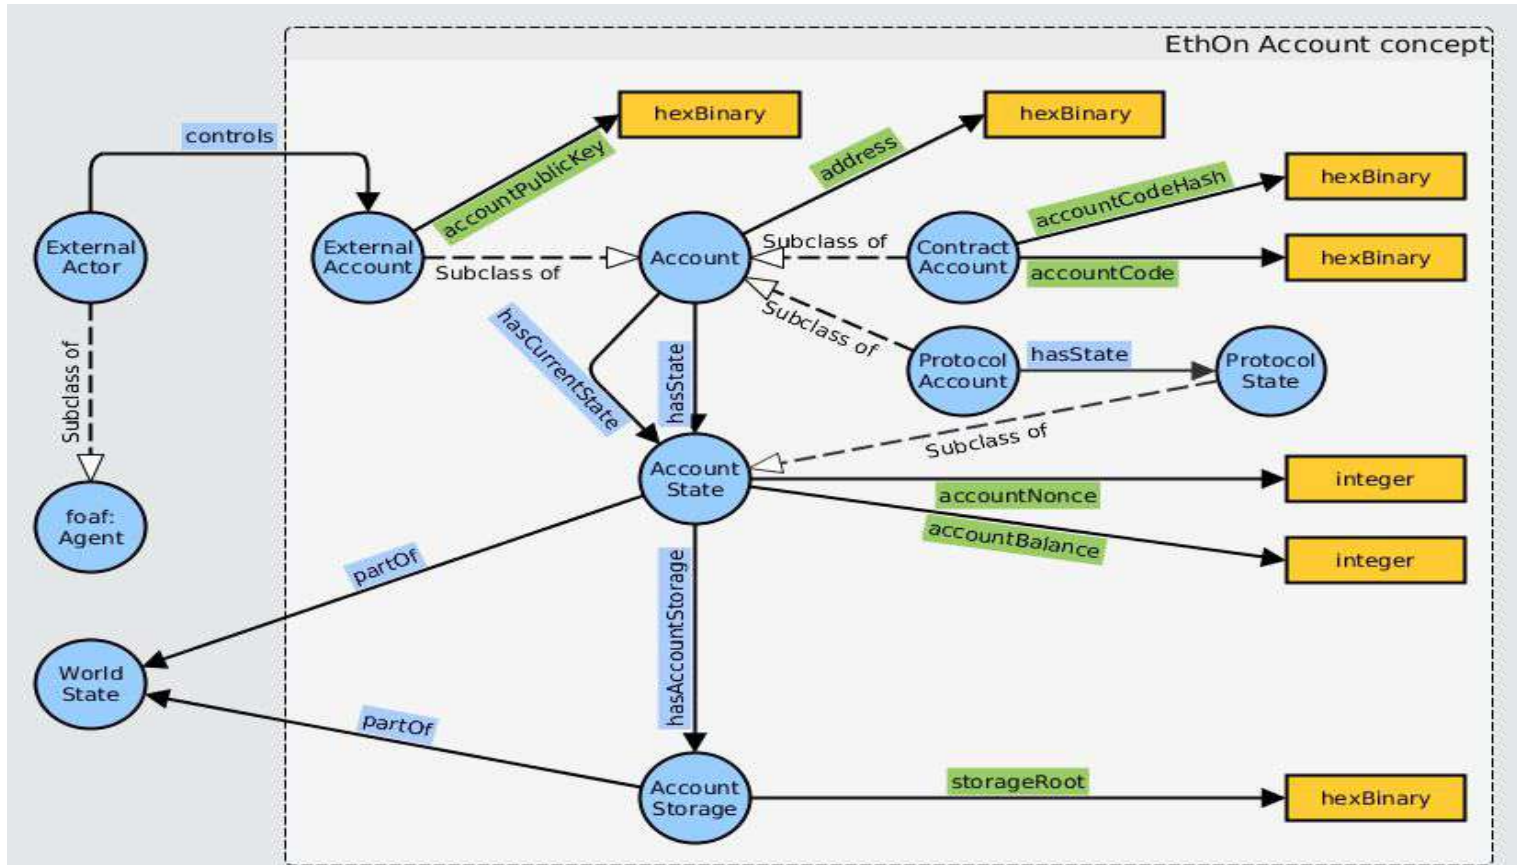 EthOn Account concept
hexBinary
hexBinary
controls
accountPublicKey
address
accountCodeHash
hexBinary
External
Actor
External
Account
Subclass of
Account
Subclass of
Contract
Account
accountCode
hexBinary
Subclass of
hasCurrentState
hasState
Subclass of
Protocol
Account
hasState
Protocol
State
Subclass of
foaf:
Agent
Account
State
accountNonce
integer
accountBalance
integer
partOf
hasAccountStorage
World
State
partOf
Account
Storage
storageRoot
hexBinary